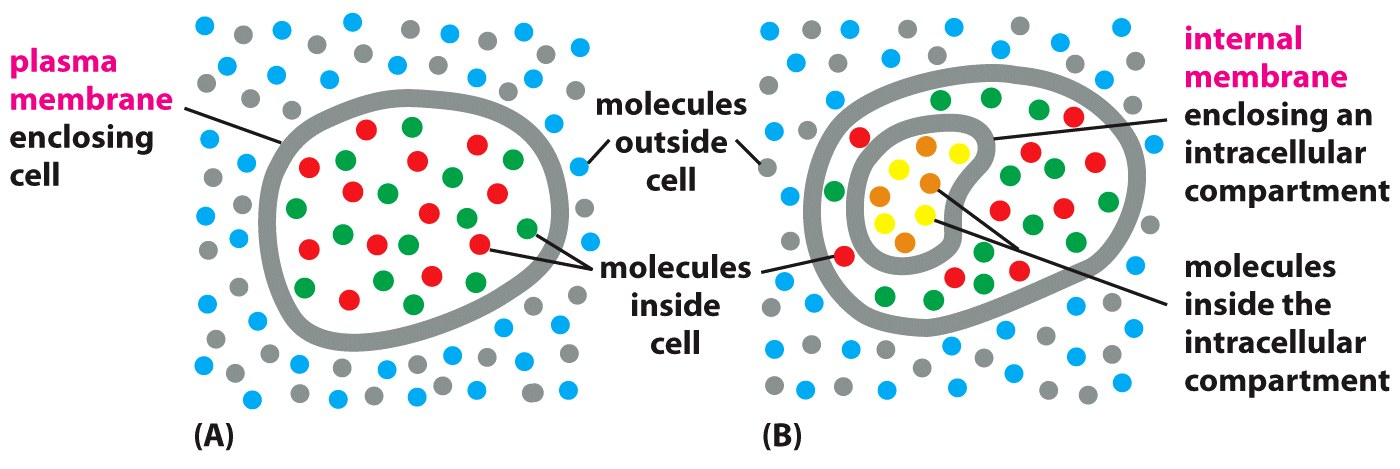 plasma
membrane
enclosing
cell
molecules
outside
cell
molecules
inside
cell
internal
membrane
enclosing an
intracellular
compartment
molecules
inside the
intracellular
compartment
(A)
(B)